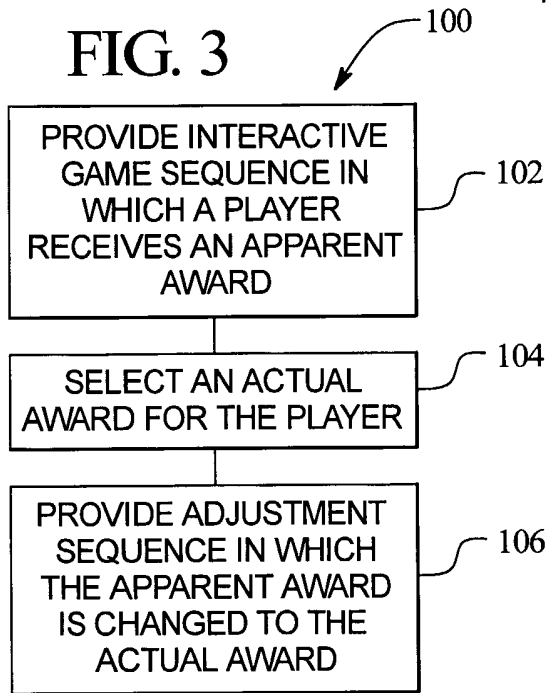 FIG. 3
100
PROVIDE INTERACTIVE
GAME SEQUENCE IN
WHICH A PLAYER
RECEIVES AN APPARENT
AWARD
102
SELECT AN ACTUAL
AWARD FOR THE PLAYER
104
PROVIDE ADJUSTMENT
SEQUENCE IN WHICH
THE APPARENT AWARD
IS CHANGED TO THE
ACTUAL AWARD
106